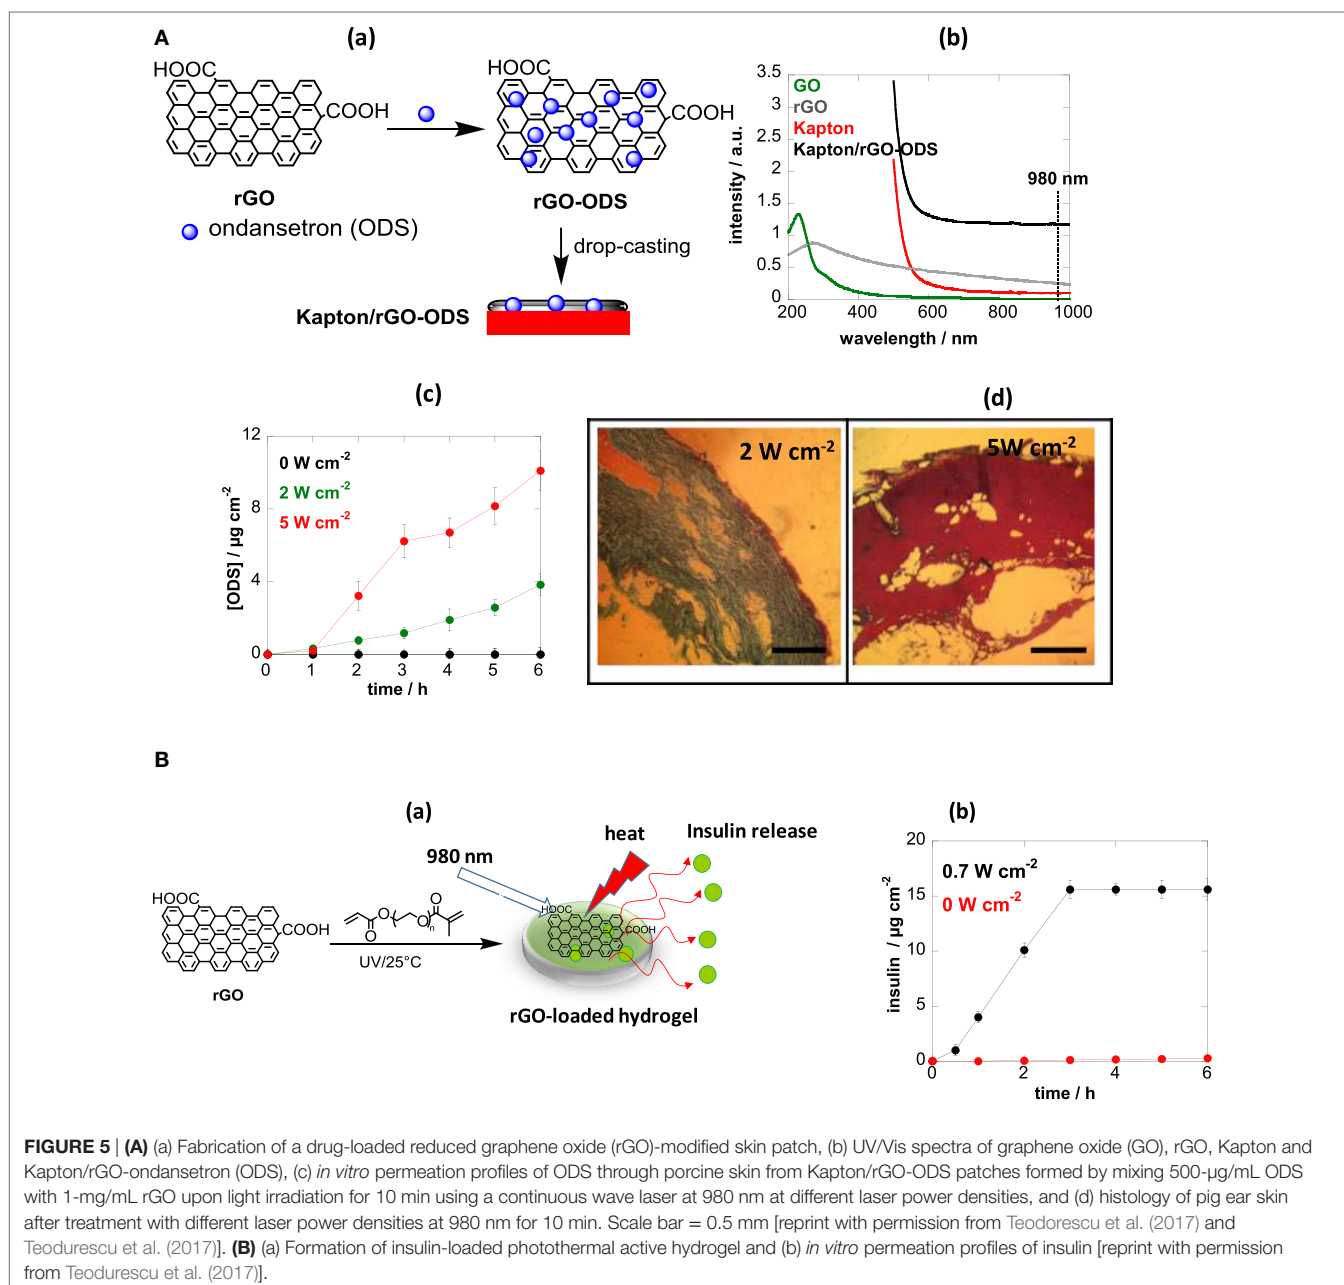 A
(a)
HOOC
COOH
rGO
ondansetron (ODS)
HOOC
COOH
rGO-ODS
drop-casting
Kapton/rGO-ODS
(b)
3.5
3
2.5
2
1.5
1
0.5
0
intensity / a.u.
GO
rGO
Kapton
Kapton/rGO-ODS
980 nm
200 400 600 800 1000
wavelength / nm
(c)
12
8
4
0
[ODS] / µg cm-2
0 W cm-2
2 W cm-2
5 W cm-2
0 1 2 3 4 5 6
time / h
(d)
2 W cm-2
5W cm-2
B
(a)
HOOC
COOH
rGO
O
O
O
O
n
UV/25°C
980 nm
heat
Insulin release
HOOC
COOH
rGO-loaded hydrogel
(b)
20
15
10
5
0
insulin / µg cm-2
0.7 W cm-2
0 W cm-2
0 2 4 6
time / h
FIGURE 5 | (A) (a) Fabrication of a drug-loaded reduced graphene oxide (rGO)-modified skin patch, (b) UV/Vis spectra of graphene oxide (GO), rGO, Kapton and
Kapton/rGO-ondansetron (ODS), (c) in vitro permeation profiles of ODS through porcine skin from Kapton/rGO-ODS patches formed by mixing 500-µg/mL ODS
with 1-mg/mL rGO upon light irradiation for 10 min using a continuous wave laser at 980 nm at different laser power densities, and (d) histology of pig ear skin
after treatment with different laser power densities at 980 nm for 10 min. Scale bar = 0.5 mm [reprint with permission from Teodorescu et al. (2017) and
Teodurescu et al. (2017)]. (B) (a) Formation of insulin-loaded photothermal active hydrogel and (b) in vitro permeation profiles of insulin [reprint with permission
from Teodurescu et al. (2017)].